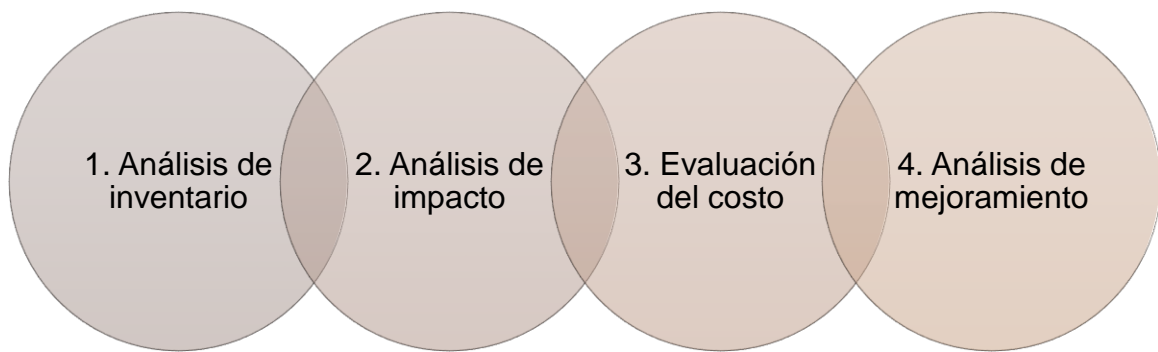 1. Análisis de
inventario
2. Análisis de
impacto
3. Evaluación
del costo
4. Análisis de
mejoramiento